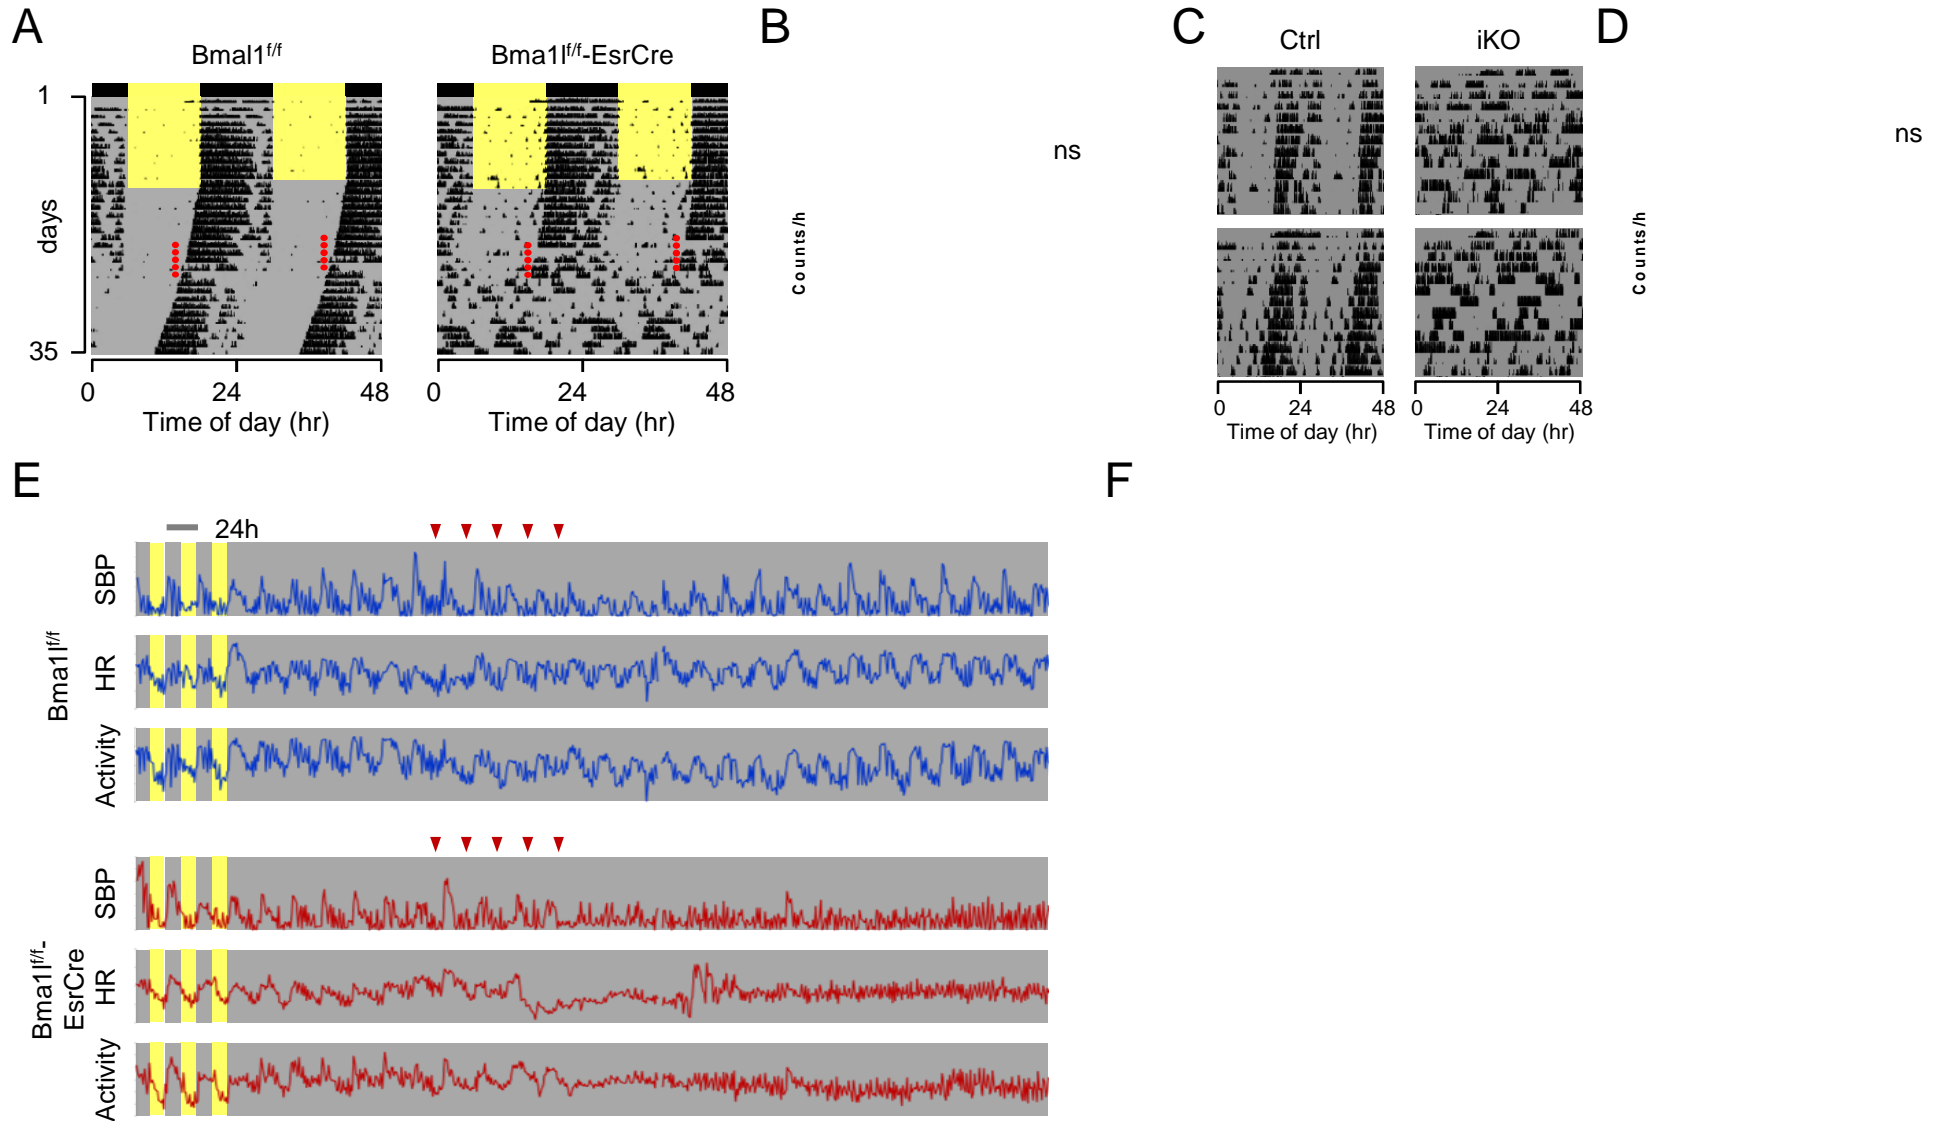 A
Bmal1f/f
Bma1lf/f-EsrCre
1
days
35
0
24
48
Time of day (hr)
0
24
48
Time of day (hr)
B
ns
Counts/h
C
Ctrl
iKO
0
24
48
Time of day (hr)
0
24
48
Time of day (hr)
D
ns
Counts/h
E
24h
Bma1lf/f
SBP
HR
Activity
Bma1lf/f-
EsrCre
SBP
HR
Activity
F